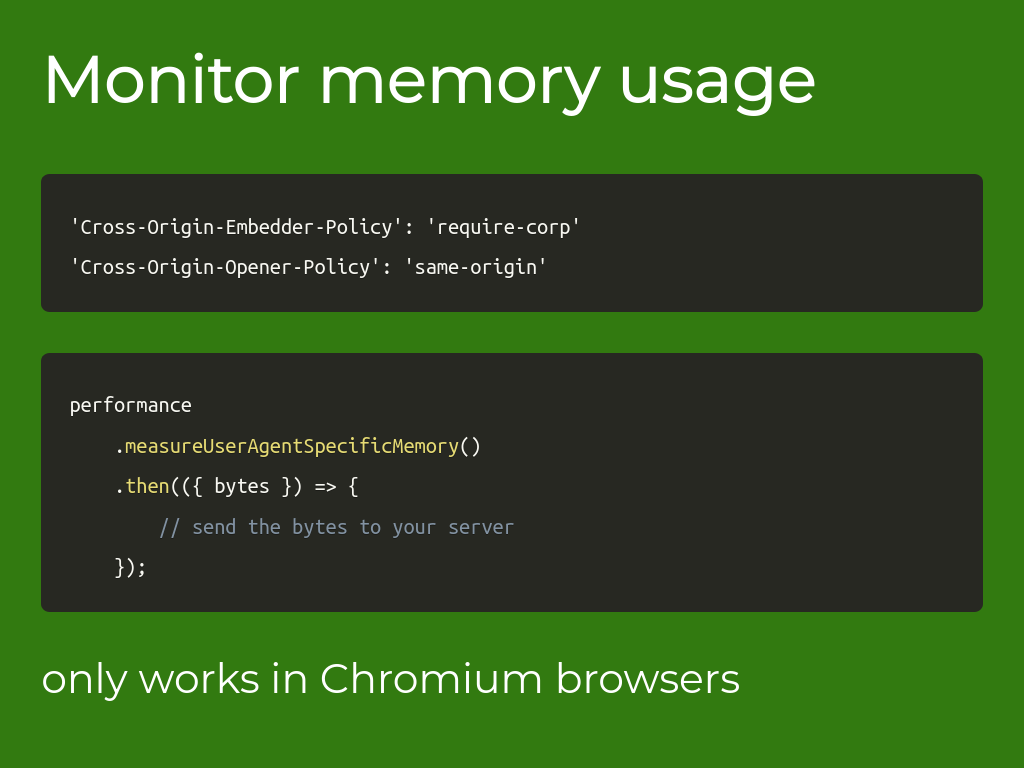 Monitor memory usage
'Cross-Origin-Embedder-Policy': 'require-corp'
'Cross-Origin-Opener-Policy': 'same-origin'
performance
    .measureUserAgentSpecificMemory()
    .then(({ bytes }) => {
        // send the bytes to your server
    });
only works in Chromium browsers